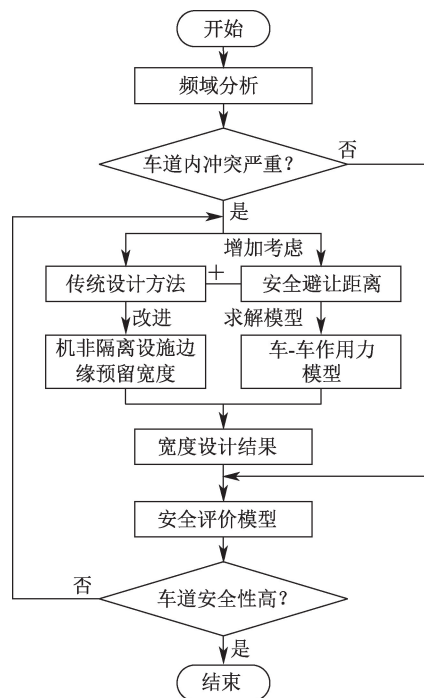 开始
频域分析
车道内冲突严重？
否
是
增加考虑
传统设计方法
+
安全避让距离
改进
求解模型
机非隔离设施边
缘预留宽度
车-车作用力
模型
宽度设计结果
安全评价模型
否
车道安全性高？
是
结束